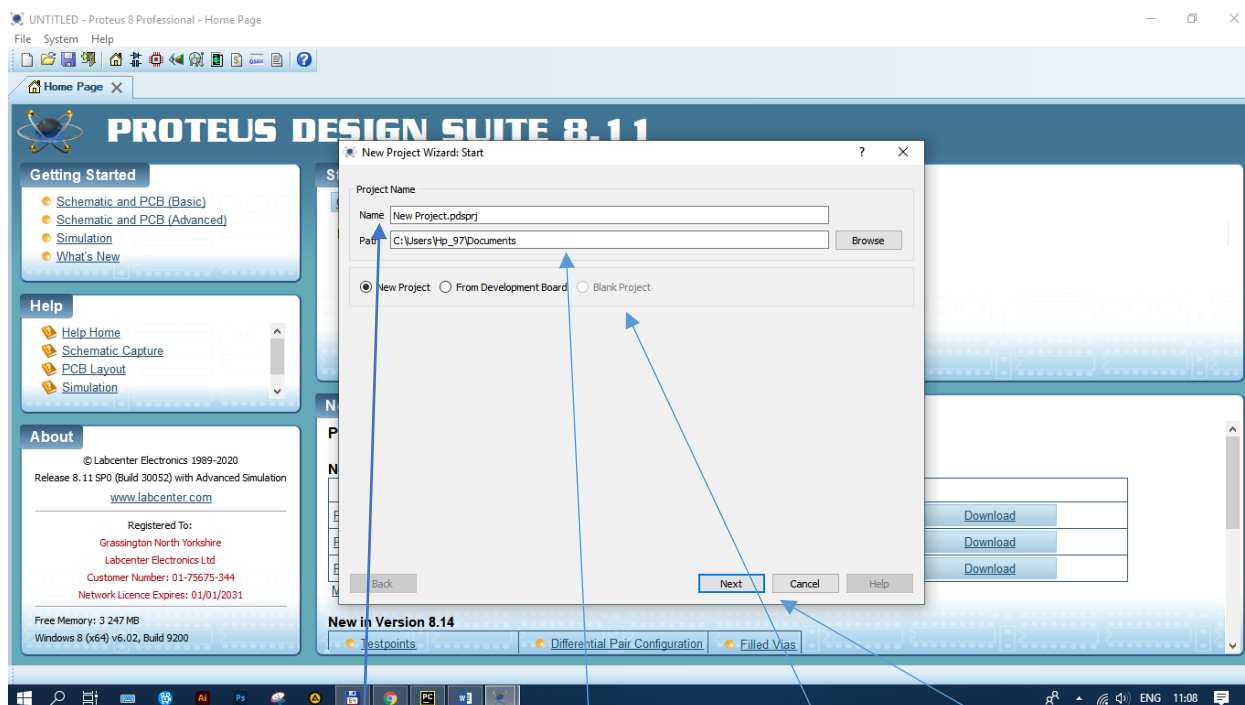 UNTITLED - Proteus 8 Professional - Home Page
File System Help
Home Page
PROTEUS DESIGN SUITE 8.11
Getting Started
Schematic and PCB (Basic)
Schematic and PCB (Advanced)
Simulation
What's New
Help
Help Home
Schematic Capture
PCB Layout
Simulation
About
© Labcenter Electronics 1989-2020
Release 8.11 SP0 (Build 30052) with Advanced Simulation
www.labcenter.com
Registered To:
Grassington North Yorkshire
Labcenter Electronics Ltd
Customer Number: 01-75675-344
Network Licence Expires: 01/01/2031
Free Memory: 3 247 MB
Windows 8 (x64) v6.02, Build 9200
New Project Wizard: Start
Project Name
Name New Project.pdsprj
Path C:\Users\Hp_97\Documents Browse
New Project From Development Board Blank Project
Back Next Cancel Help
Download
Download
Download
New in Version 8.14
Testpoints Differential Pair Configuration Filled Vias
ENG 11:08